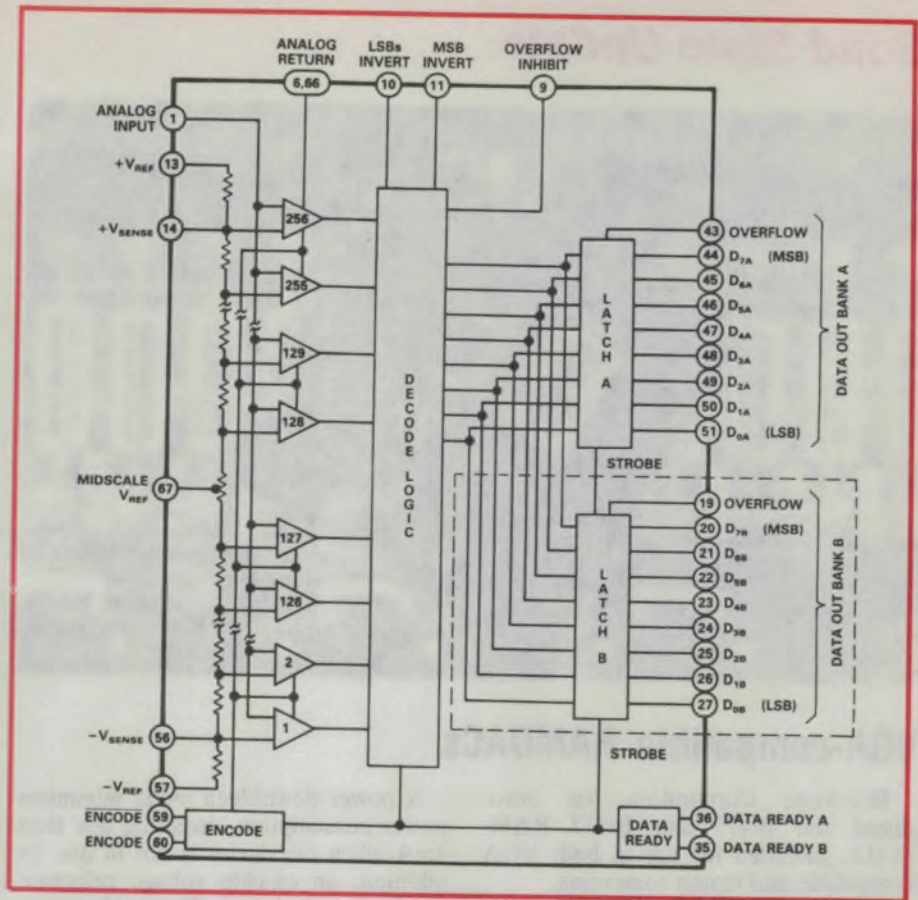 ANALOG RETURN
LSBs INVERT
MSB INVERT
OVERFLOW INHIBIT
6,66
10
11
9
ANALOG INPUT
1
+VREF
13
+VSENSE
14
MIDSCALE VREF
67
-VSENSE
56
-VREF
57
ENCODE
59
ENCODE
60
ENCODE
256
255
129
128
127
126
2
1
DECODE LOGIC
LATCH A
STROBE
43 OVERFLOW
44 D7A (MSB)
45 D6A
46 D5A
47 D4A
48 D3A
49 D2A
50 D1A
51 D0A (LSB)
DATA OUT BANK A
LATCH B
STROBE
19 OVERFLOW
20 D7B (MSB)
21 D6B
22 D5B
23 D4B
24 D3B
25 D2B
26 D1B
27 D0B (LSB)
DATA OUT BANK B
DATA READY
36 DATA READY A
35 DATA READY B